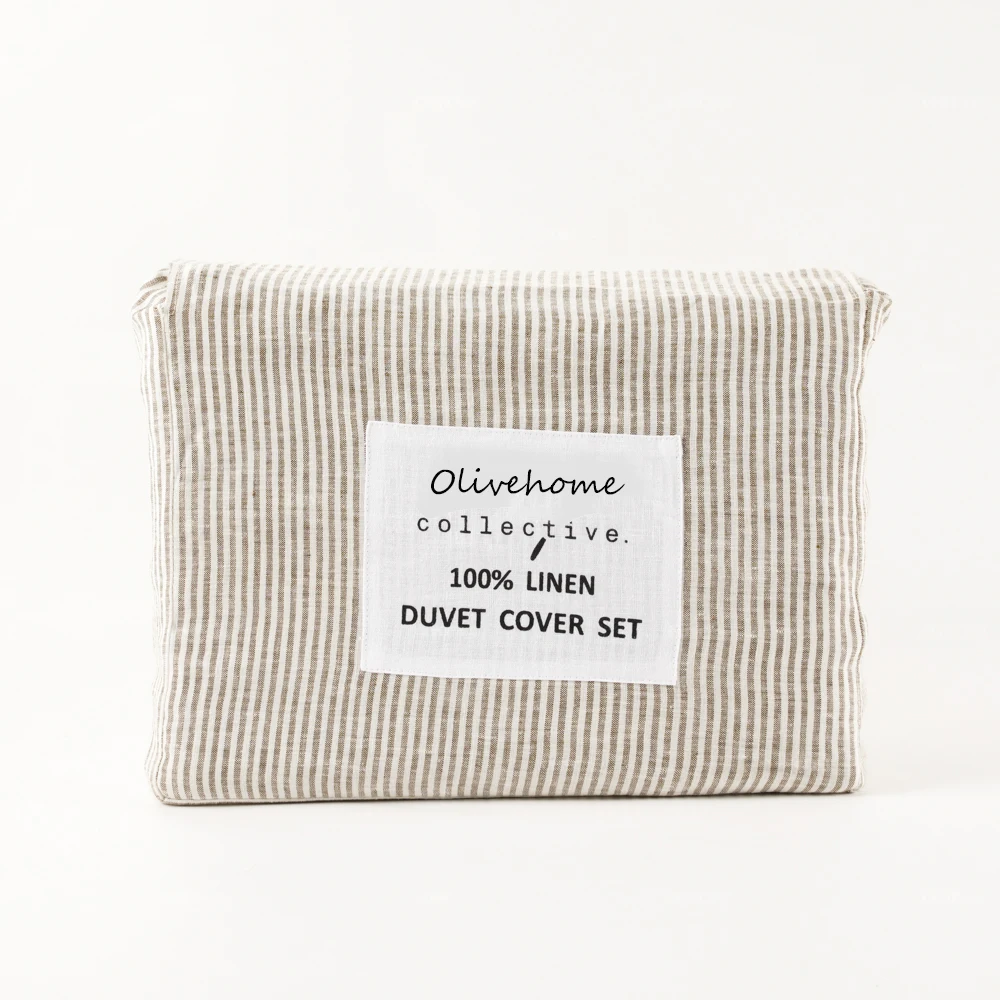 Olivehome
collective.
100% LINEN
DUVET COVER SET